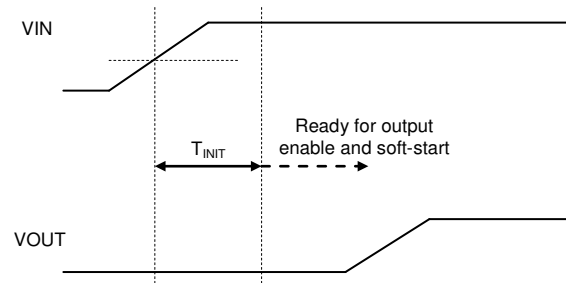 VIN
Ready for output
enable and soft-start
TINIT
VOUT